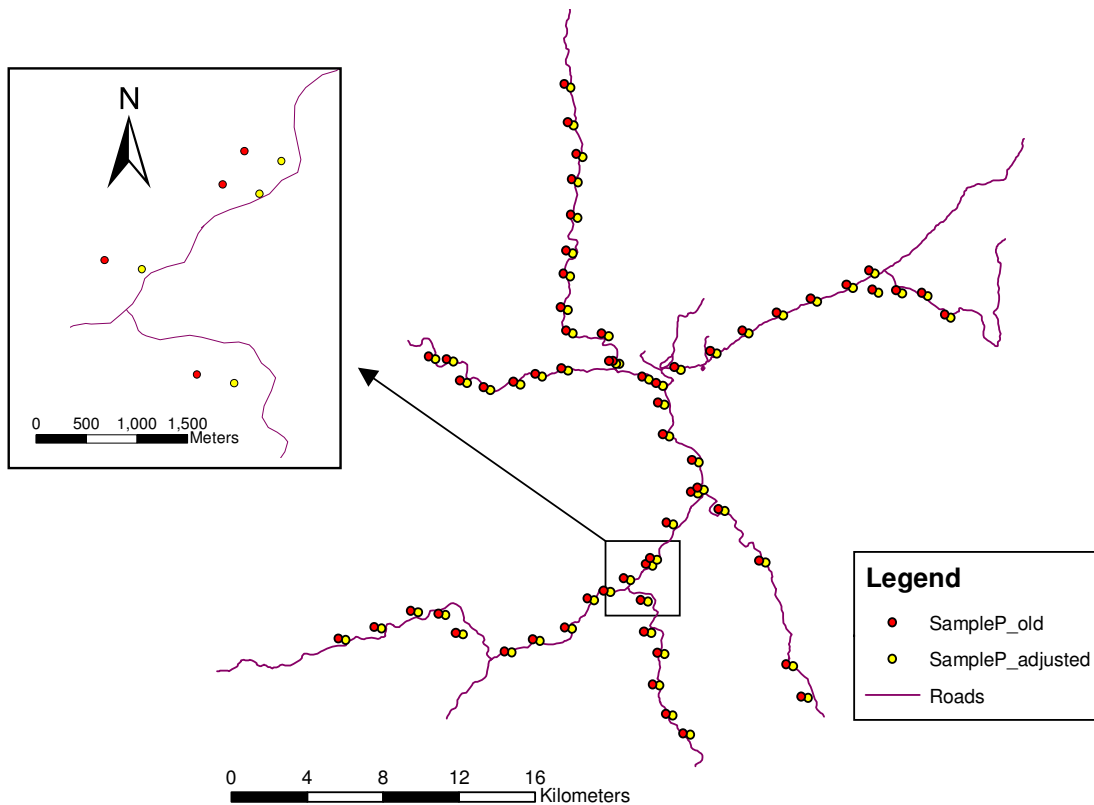 N
0 500 1,000 1,500
Meters
Legend
SampleP_old
SampleP_adjusted
Roads
0 4 8 12 16
Kilometers